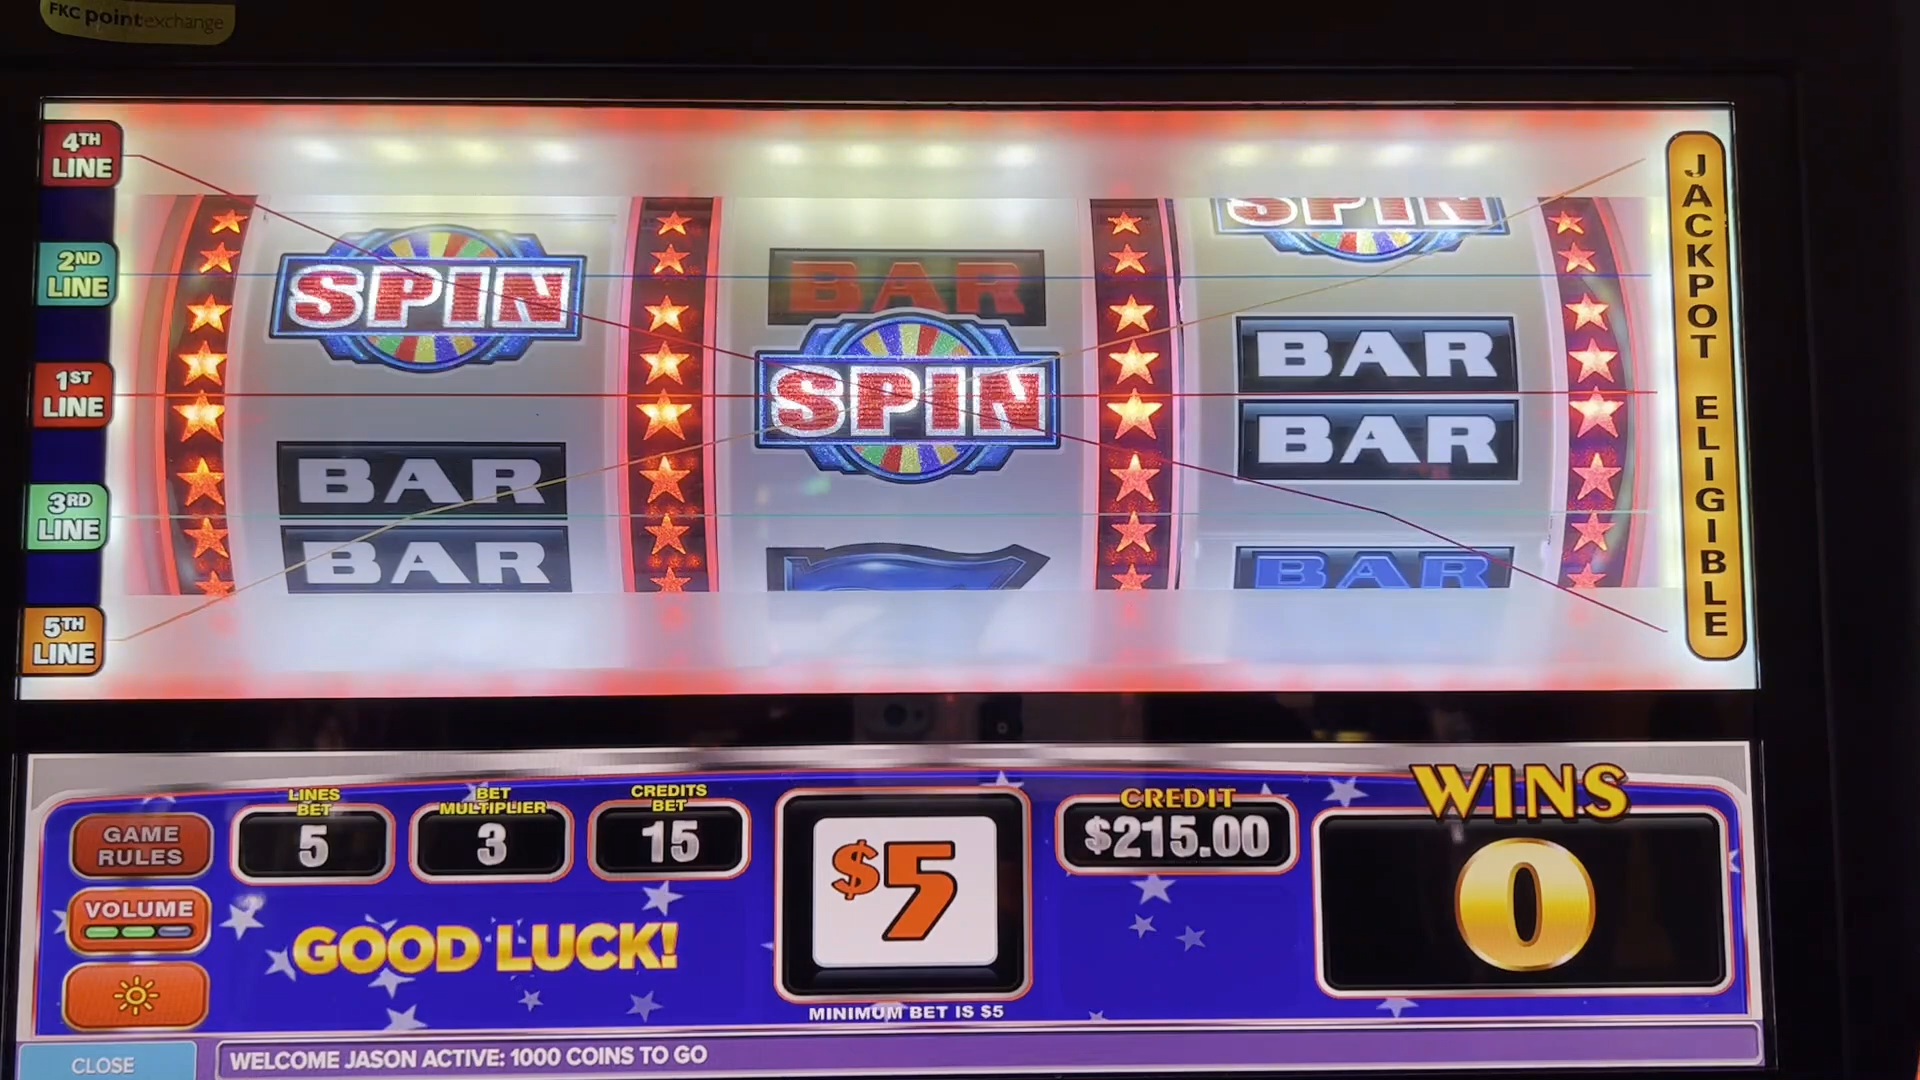 FKC pointexchange
4TH
LINE
2ND
LINE
1ST
LINE
3RD
LINE
5TH
LINE
SPIN
BAR
SPIN
SPIN
BAR
BAR
BAR
BAR
BAR
BAR
JACKPOT ELIGIBLE
GAME
RULES
VOLUME
LINES
BET
5
BET
MULTIPLIER
3
CREDITS
BET
15
GOOD LUCK!
$5
MINIMUM BET IS $5
CREDIT
$215.00
WINS
0
CLOSE
WELCOME JASON ACTIVE: 1000 COINS TO GO